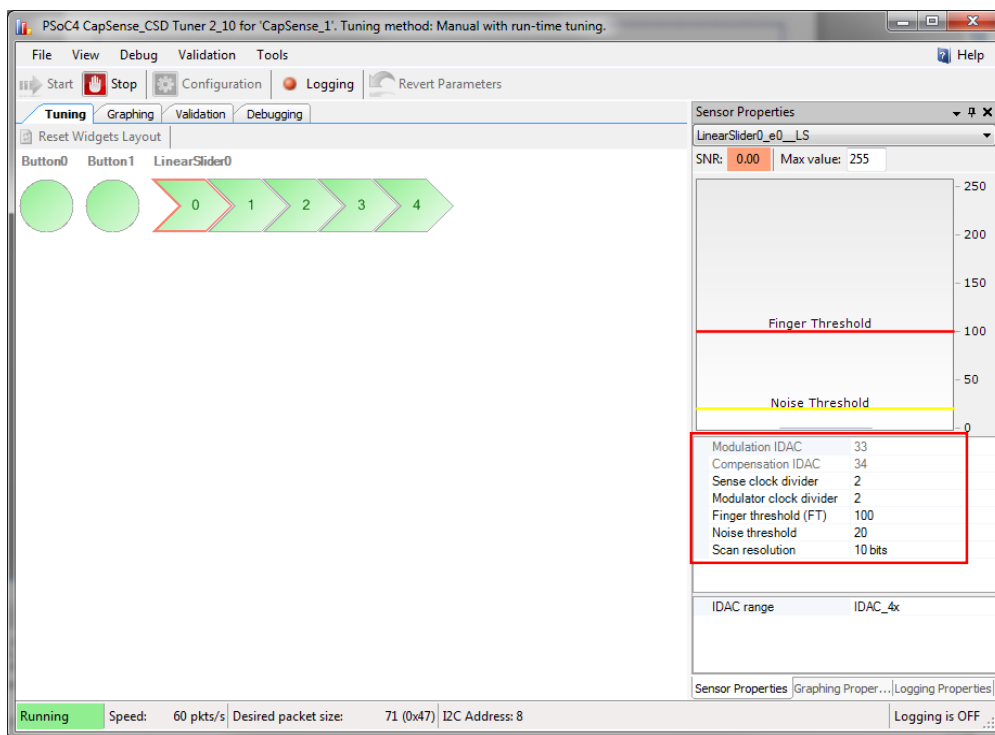 PSoC4 CapSense_CSD Tuner 2_10 for 'CapSense_1'. Tuning method: Manual with run-time tuning.
File View Debug Validation Tools Help
Start Stop Configuration Logging Revert Parameters
Tuning Graphing Validation Debugging
Reset Widgets Layout
Button0 Button1 LinearSlider0
0 1 2 3 4
Sensor Properties
LinearSlider0_e0__LS
SNR: 0.00 Max value: 255
250
200
150
Finger Threshold
100
50
Noise Threshold
0
Modulation IDAC 33
Compensation IDAC 34
Sense clock divider 2
Modulator clock divider 2
Finger threshold (FT) 100
Noise threshold 20
Scan resolution 10 bits
IDAC range IDAC_4x
Sensor Properties Graphing Proper... Logging Properties
Running Speed: 60 pkts/s Desired packet size: 71 (0x47) I2C Address: 8 Logging is OFF